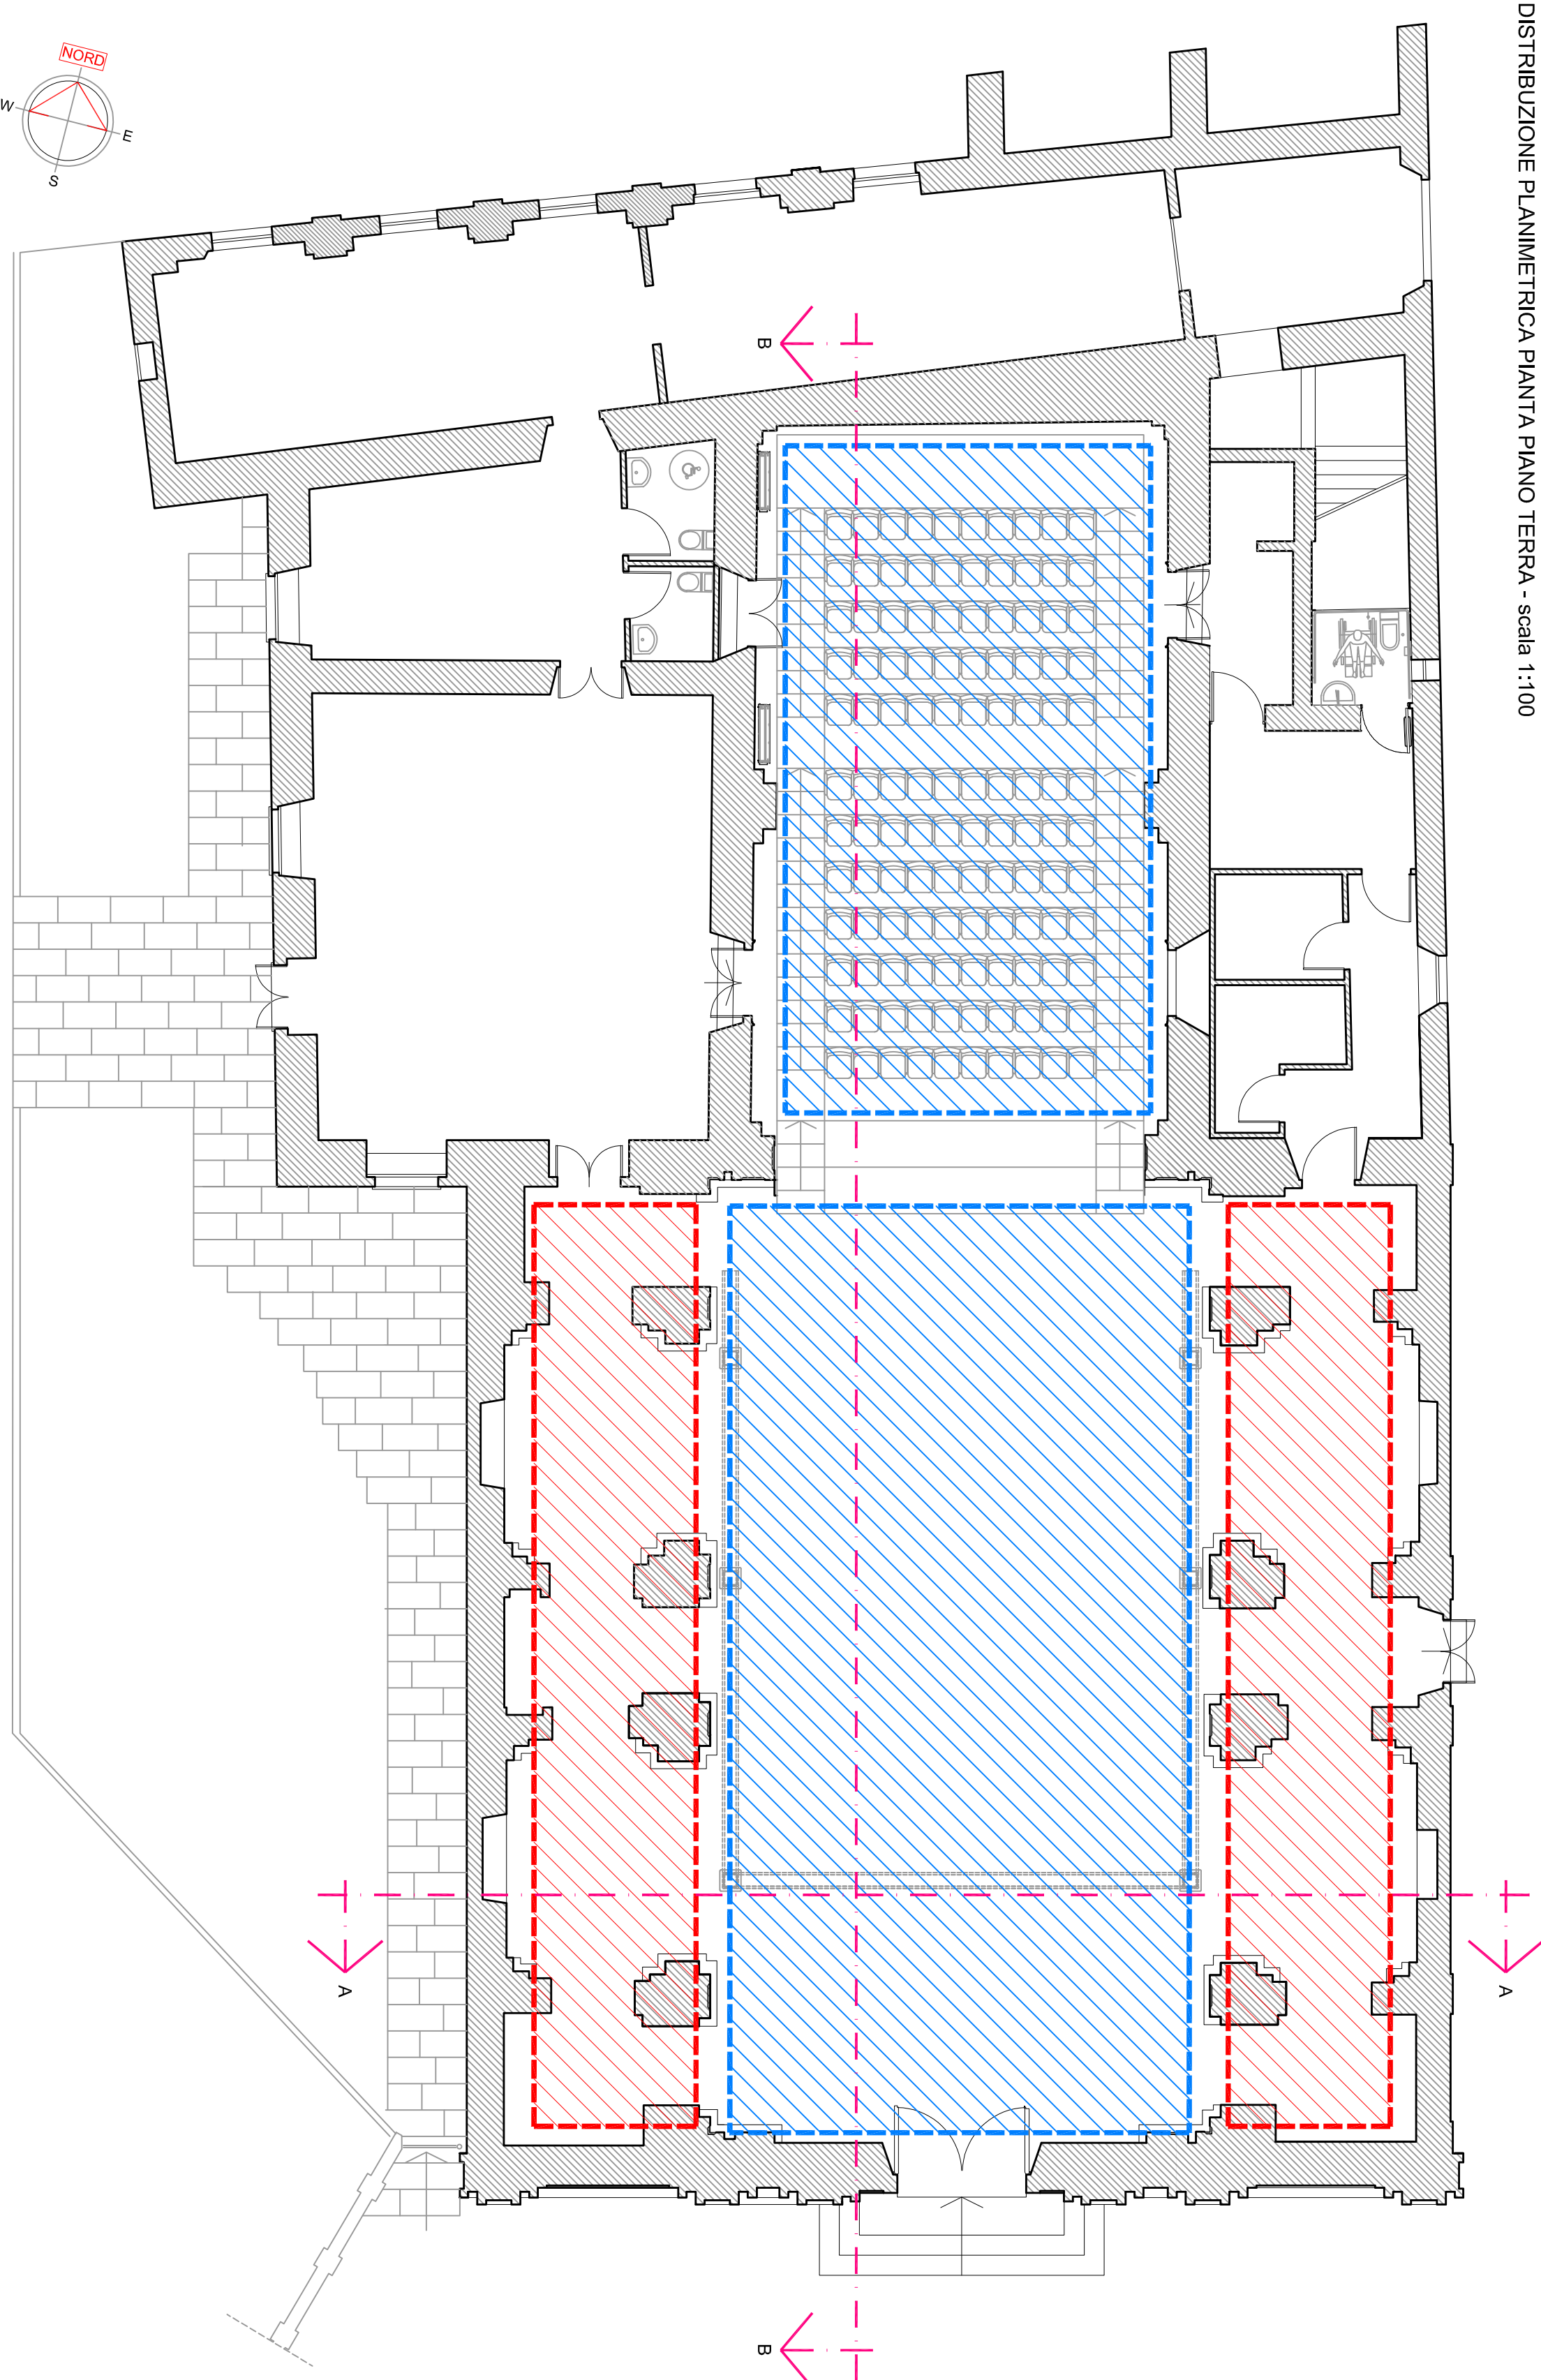 DISTRIBUZIONE PLANIMETRICA PIANTA PIANO TERRA - scala 1:100
NORD
W
E
S
B
A
A
B